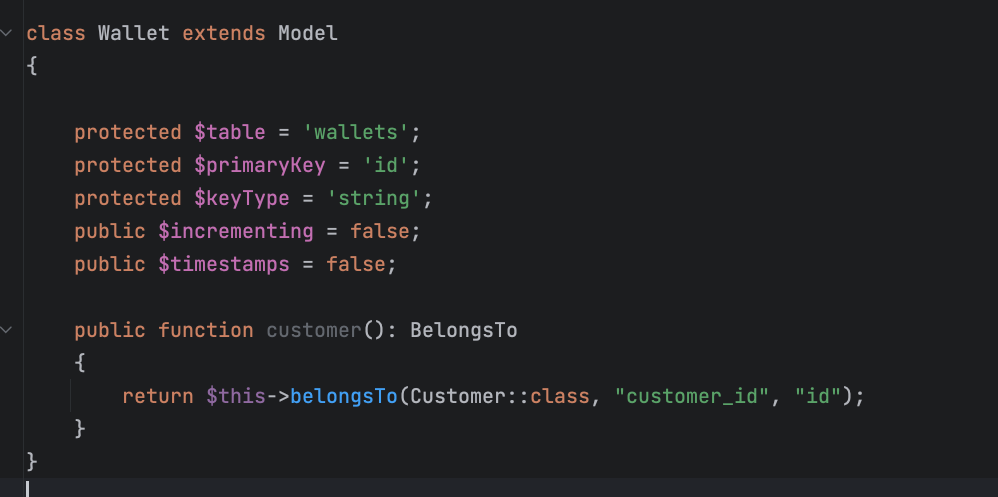 class Wallet extends Model
{
protected $table = 'wallets';
protected $primaryKey = 'id';
protected $keyType = 'string';
public $incrementing = false;
public $timestamps = false;
public function customer(): BelongsTo
{
return $this->belongsTo(Customer::class, "customer_id", "id");
}
}